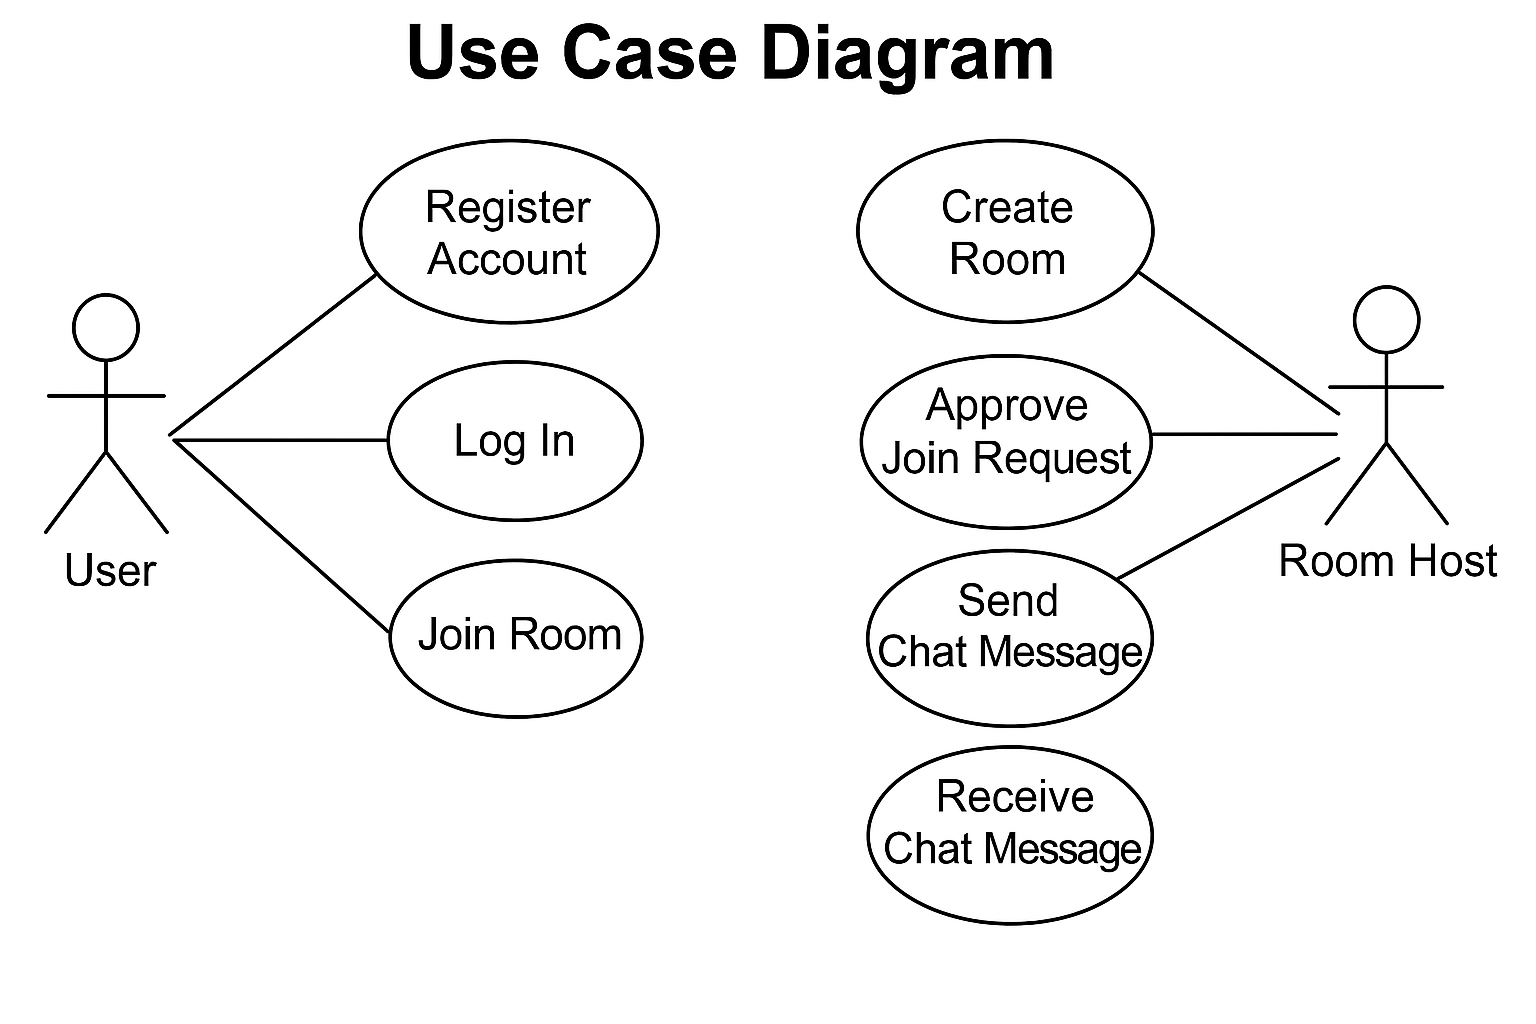 Use Case Diagram
Register
Account
Log In
Join Room
User
Create
Room
Approve
Join Request
Send
Chat Message
Receive
Chat Message
Room Host